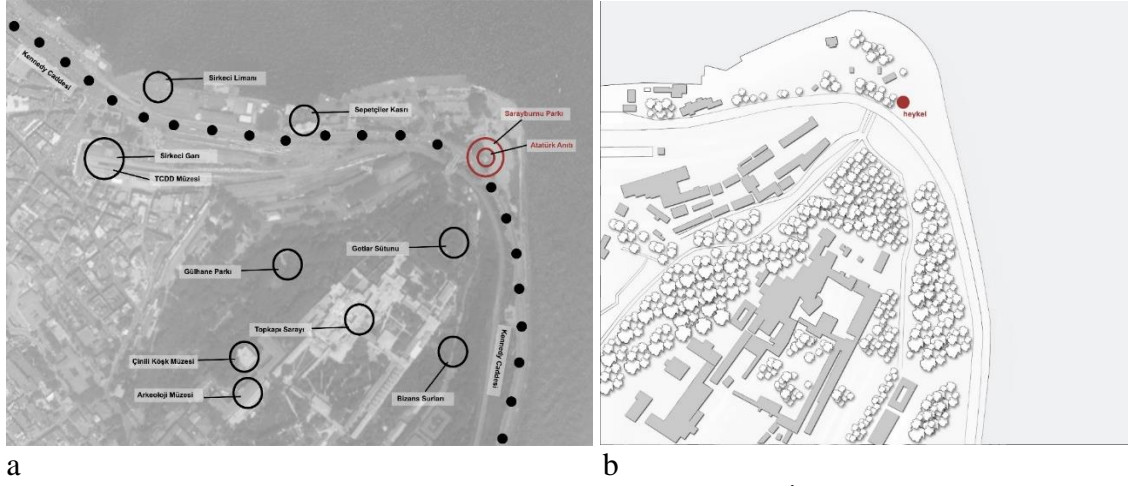 Kennedy Caddesi
Sirkeci Limanı
Sepetçiler Kasrı
Sarayburnu Parkı
Atatürk Anıtı
Sirkeci Garı
TCDD Müzesi
Gotlar Sütunu
Gülhane Parkı
Topkapı Sarayı
Kennedy Caddesi
Çinili Köşk Müzesi
Arkeoloji Müzesi
Bizans Surları
heykel
a
b